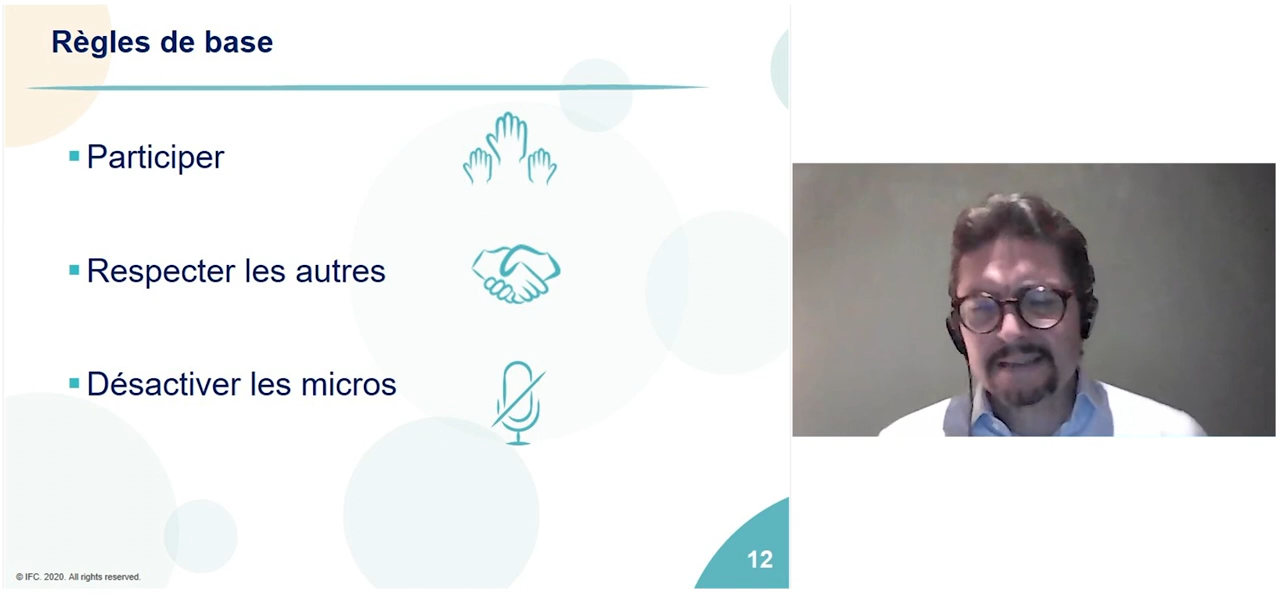 Règles de base
Participer
Respecter les autres
Désactiver les micros
© IFC. 2020. All rights reserved.
12